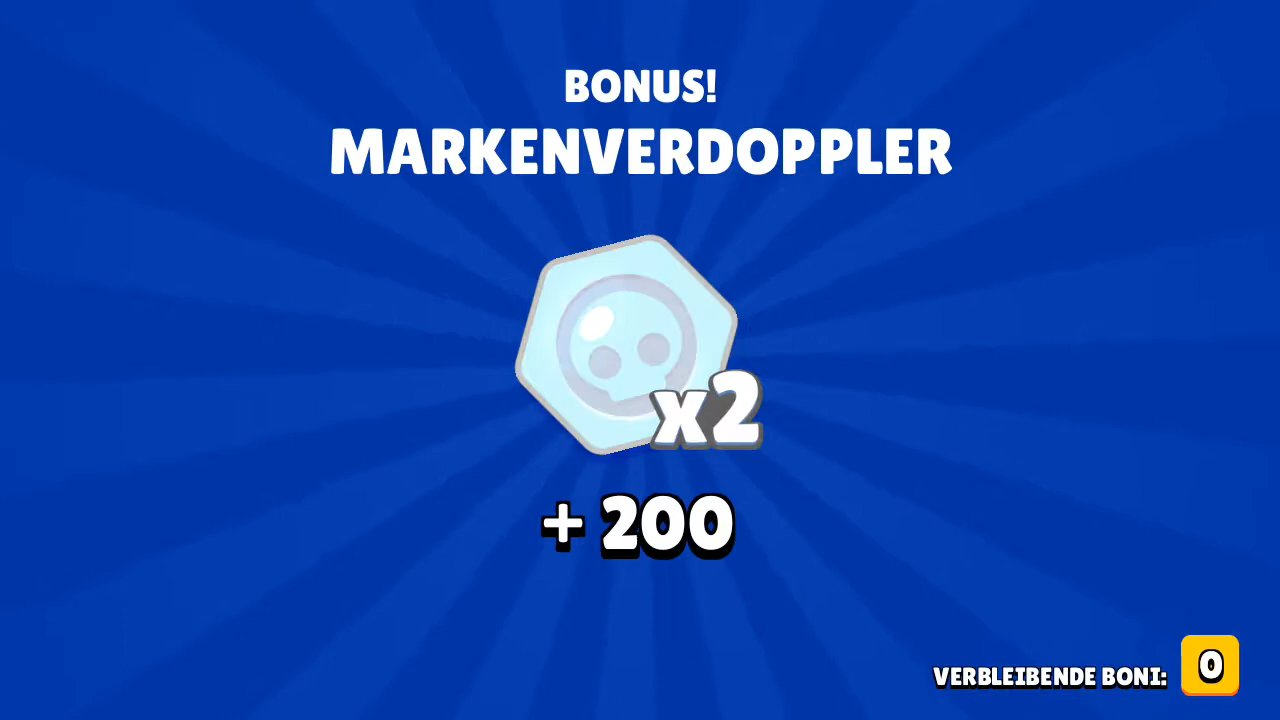 BONUS!
MARKENVERDOPPLER
x2
+ 200
VERBLEIBENDE BONI: 0